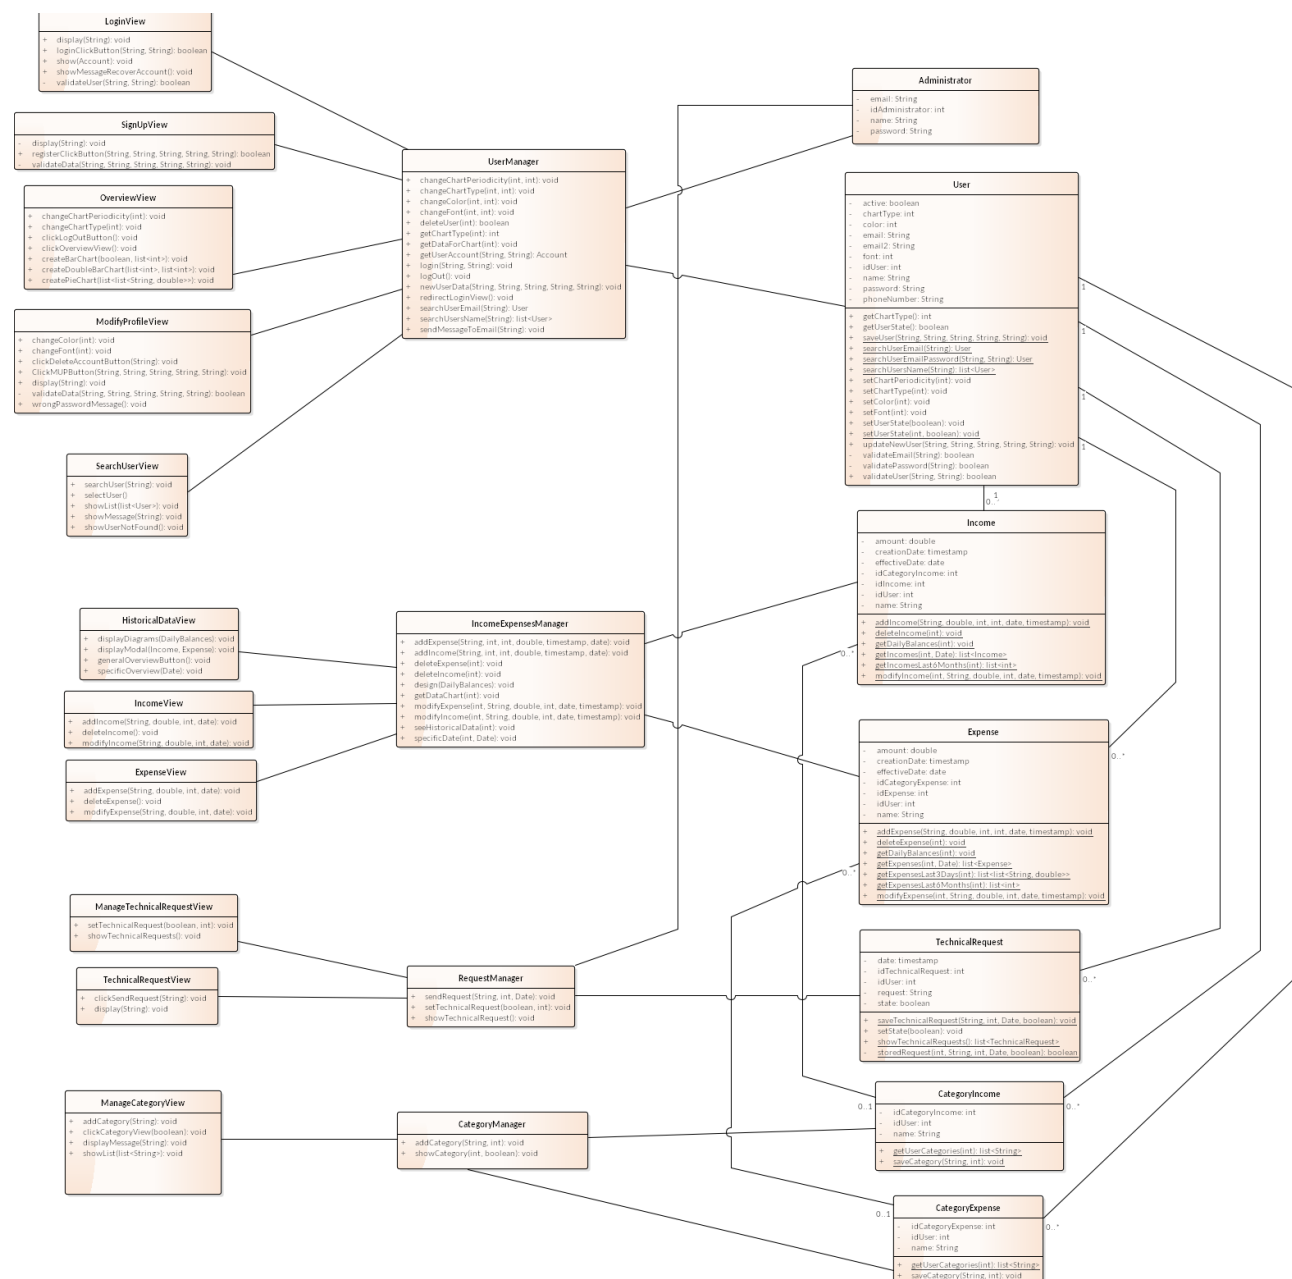 LoginView
+ display(String): void
+ loginClickButton(String, String): boolean
+ show(Account): void
+ showMessageRecoverAccount(): void
- validateUser(String, String): boolean
SignUpView
- display(String): void
+ registerClickButton(String, String, String, String, String): boolean
- validateData(String, String, String, String, String): void
OverviewView
+ changeChartPeriodicity(int): void
+ changeChartType(int): void
+ clickLogOutButton(): void
+ clickOverviewView(): void
+ createBarChart(boolean, list<int>): void
+ createDoubleBarChart(list<int>, list<int>): void
+ createPieChart(list<list<String, double>>): void
ModifyProfileView
+ changeColor(int): void
+ changeFont(int): void
+ clickDeleteAccountButton(String): void
+ ClickMUPButton(String, String, String, String, String): void
+ display(String): void
- validateData(String, String, String, String, String): boolean
+ wrongPasswordMessage(): void
SearchUserView
+ searchUser(String): void
+ selectUser()
+ showList(list<User>): void
+ showMessage(String): void
+ showUserNotFound(): void
HistoricalDataView
+ displayDiagrams(DailyBalances): void
+ displayModal(Income, Expense): void
+ generalOverviewButton(): void
+ specificOverview(Date): void
IncomeView
+ addIncome(String, double, int, date): void
+ deleteIncome(): void
+ modifyIncome(String, double, int, date): void
ExpenseView
+ addExpense(String, double, int, date): void
+ deleteExpense(): void
+ modifyExpense(String, double, int, date): void
ManageTechnicalRequestView
+ setTechnicalRequest(boolean, int): void
+ showTechnicalRequests(): void
TechnicalRequestView
+ clickSendRequest(String): void
+ display(String): void
ManageCategoryView
+ addCategory(String): void
+ clickCategoryView(boolean): void
+ displayMessage(String): void
+ showList(list<String>): void
UserManager
+ changeChartPeriodicity(int, int): void
+ changeChartType(int, int): void
+ changeColor(int, int): void
+ changeFont(int, int): void
+ deleteUser(int): boolean
+ getChartType(): int
+ getDataForChart(int): void
+ getUserAccount(String, String): Account
+ login(String, String): void
+ logOut(): void
+ newUserData(String, String, String, String, String): void
+ redirectLoginView(): void
+ searchUserEmail(String): User
+ searchUsersName(String): list<User>
+ sendMessageToEmail(String): void
IncomeExpensesManager
+ addExpense(String, int, int, double, timestamp, date): void
+ addIncome(String, int, int, double, timestamp, date): void
+ deleteExpense(int): void
+ deleteIncome(int): void
+ design(DailyBalances): void
+ getDataChart(int): void
+ modifyExpense(int, String, double, int, date, timestamp): void
+ modifyIncome(int, String, double, int, date, timestamp): void
+ seeHistoricalData(int): void
+ specificDate(int, Date): void
RequestManager
+ sendRequest(String, int, Date): void
+ setTechnicalRequest(boolean, int): void
+ showTechnicalRequest(): void
CategoryManager
+ addCategory(String, int): void
+ showCategory(int, boolean): void
Administrator
- email: String
- idAdministrator: int
- name: String
- password: String
User
- active: boolean
- chartType: int
- color: int
- email: String
- email2: String
- font: int
- idUser: int
- name: String
- password: String
- phoneNumber: String
+ getChartType(): int
+ getUserState(): boolean
+ saveUser(String, String, String, String, String): void
+ searchUserEmail(String): User
+ searchUserEmailPassword(String, String): User
+ searchUsersName(String): list<User>
+ setChartPeriodicity(int): void
+ setChartType(int): void
+ setColor(int): void
+ setFont(int): void
+ setUserState(boolean): void
+ setUserState(int, boolean): void
+ updateNewUser(String, String, String, String, String): void
- validateEmail(String): boolean
- validatePassword(String): boolean
+ validateUser(String, String): boolean
1
1
1
1
1
0..*
Income
- amount: double
- creationDate: timestamp
- effectiveDate: date
- idCategoryIncome: int
- idIncome: int
- idUser: int
- name: String
+ addIncome(String, double, int, int, date, timestamp): void
+ deleteIncome(int): void
+ getDailyBalances(int): void
+ getIncomes(int, Date): list<Income>
+ getIncomesLast6Months(int): list<int>
+ modifyIncome(int, String, double, int, date, timestamp): void
0..*
Expense
- amount: double
- creationDate: timestamp
- effectiveDate: date
- idCategoryExpense: int
- idExpense: int
- idUser: int
- name: String
+ addExpense(String, double, int, int, date, timestamp): void
+ deleteExpense(int): void
+ getDailyBalances(int): void
+ getExpenses(int, Date): list<Expense>
+ getExpensesLast3Days(int): list<list<String, double>>
+ getExpensesLast6Months(int): list<int>
+ modifyExpense(int, String, double, int, date, timestamp): void
0..*
0..*
TechnicalRequest
- date: timestamp
- idTechnicalRequest: int
- idUser: int
- request: String
- state: boolean
+ saveTechnicalRequest(String, int, Date, boolean): void
+ setState(boolean): void
+ showTechnicalRequests(): list<TechnicalRequest>
- storedRequest(int, String, int, Date, boolean): boolean
0..*
CategoryIncome
- idCategoryIncome: int
- idUser: int
- name: String
+ getUserCategories(int): list<String>
+ saveCategory(String, int): void
0..1
0..*
CategoryExpense
- idCategoryExpense: int
- idUser: int
- name: String
+ getUserCategories(int): list<String>
+ saveCategory(String, int): void
0..1
0..*